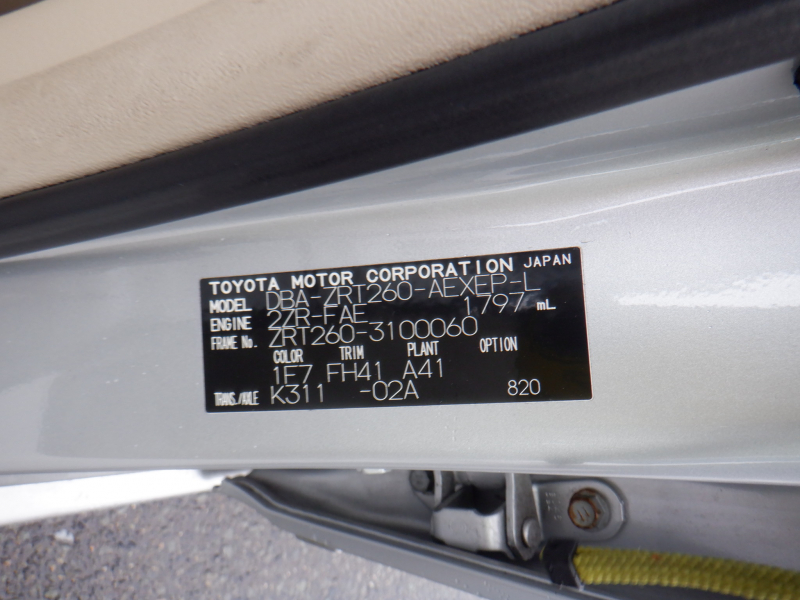 TOYOTA MOTOR CORPORATION JAPAN
MODEL DBA-ZRT260-AEXEP-L
ENGINE 2ZR-FAE 1797 mL
FRAME No. ZRT260-3100060
COLOR TRIM PLANT OPTION
1F7 FH41 A41
TRANS./AXLE K311 -02A 820